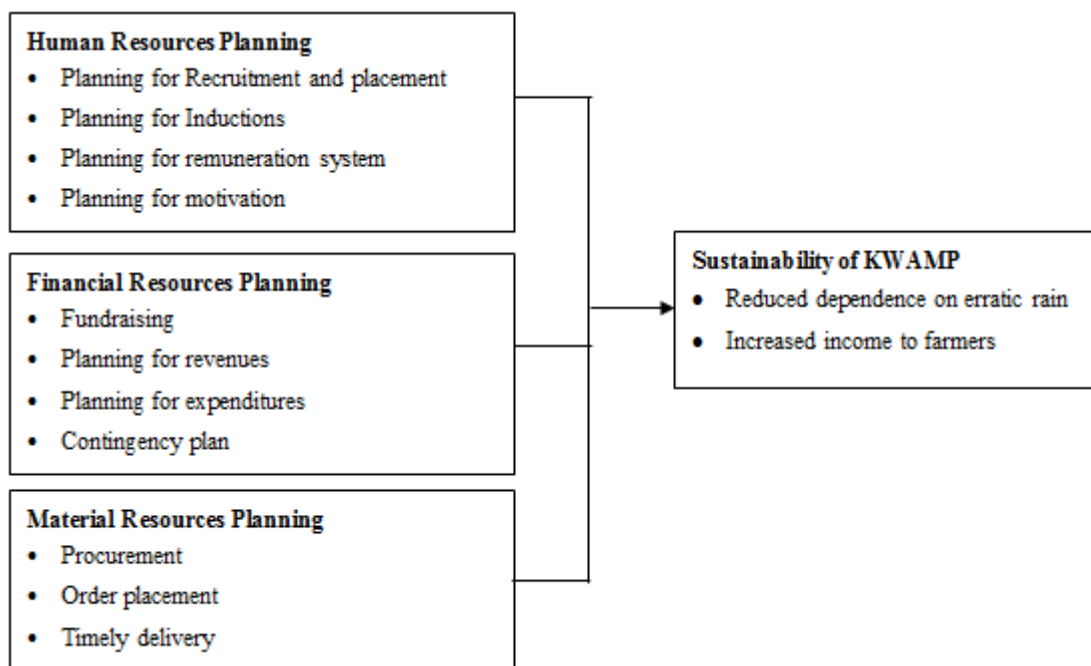 Human Resources Planning
• Planning for Recruitment and placement
• Planning for Inductions
• Planning for remuneration system
• Planning for motivation
Financial Resources Planning
• Fundraising
• Planning for revenues
• Planning for expenditures
• Contingency plan
Material Resources Planning
• Procurement
• Order placement
• Timely delivery
Sustainability of KWAMP
• Reduced dependence on erratic rain
• Increased income to farmers